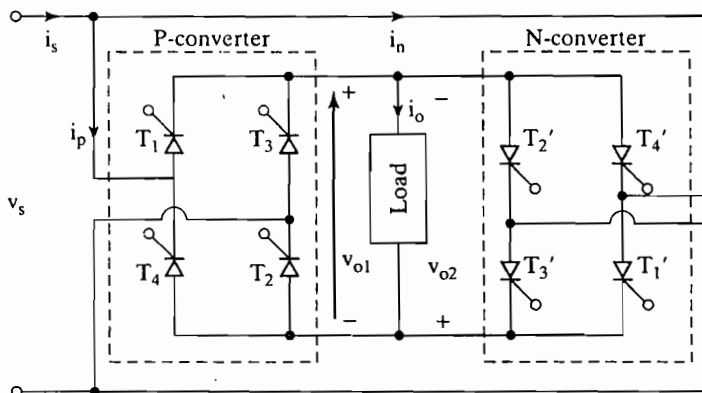 i_s
i_n
P-converter
N-converter
+
−
i_o
i_p
T_1
T_3
T_2′
T_4′
Load
v_s
T_4
T_2
v_o1
v_o2
T_3′
T_1′
−
+